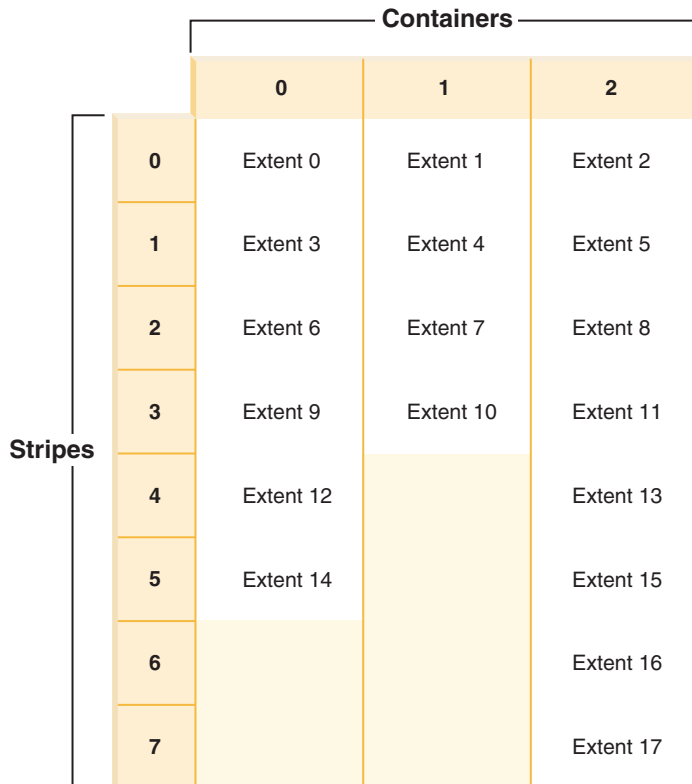 Containers
0 1 2
0 Extent 0 Extent 1 Extent 2
1 Extent 3 Extent 4 Extent 5
2 Extent 6 Extent 7 Extent 8
3 Extent 9 Extent 10 Extent 11
Stripes
4 Extent 12 Extent 13
5 Extent 14 Extent 15
6 Extent 16
7 Extent 17